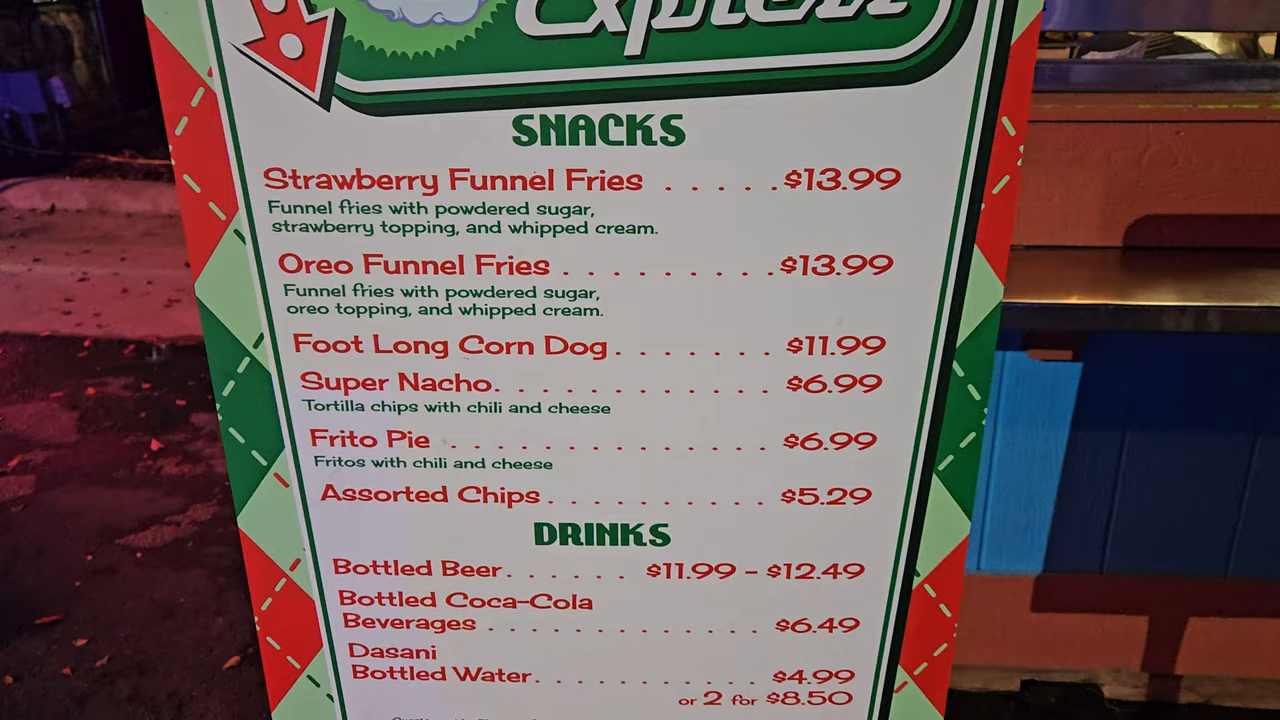 Express
SNACKS
Strawberry Funnel Fries . . . . . $13.99
Funnel fries with powdered sugar,
strawberry topping, and whipped cream.
Oreo Funnel Fries . . . . . . . . . $13.99
Funnel fries with powdered sugar,
oreo topping, and whipped cream.
Foot Long Corn Dog . . . . . . . $11.99
Super Nacho . . . . . . . . . . . . $6.99
Tortilla chips with chili and cheese
Frito Pie . . . . . . . . . . . . . . $6.99
Fritos with chili and cheese
Assorted Chips . . . . . . . . . . $5.29
DRINKS
Bottled Beer . . . . . . $11.99 - $12.49
Bottled Coca-Cola
Beverages . . . . . . . . . . . . . $6.49
Dasani
Bottled Water . . . . . . . . . . . $4.99
or 2 for $8.50